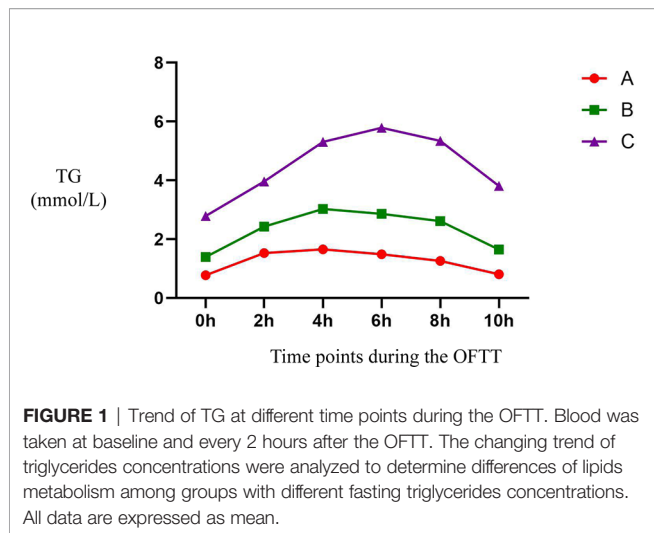 8
6
4
2
0
TG
(mmol/L)
0h 2h 4h 6h 8h 10h
Time points during the OFTT
A
B
C
FIGURE 1 | Trend of TG at different time points during the OFTT. Blood was
taken at baseline and every 2 hours after the OFTT. The changing trend of
triglycerides concentrations were analyzed to determine differences of lipids
metabolism among groups with different fasting triglycerides concentrations.
All data are expressed as mean.